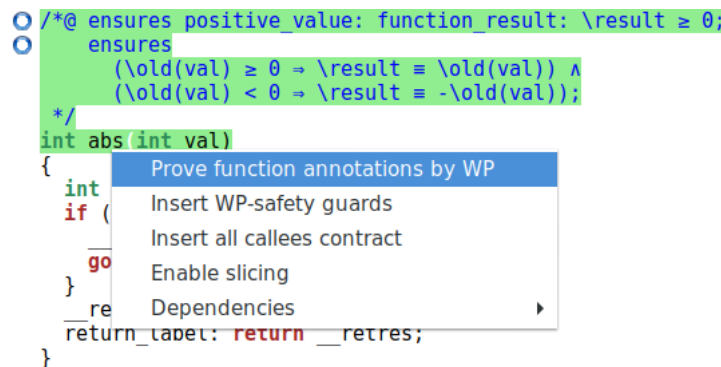 /*@ ensures positive_value: function_result: \result ≥ 0;
ensures
(\old(val) ≥ 0 ⇒ \result ≡ \old(val)) ∧
(\old(val) < 0 ⇒ \result ≡ -\old(val));
*/
int abs(int val)
{
Prove function annotations by WP
int
Insert WP-safety guards
if (
Insert all callees contract
__
go
Enable slicing
}
Dependencies
__re
return_label: return __retres;
}